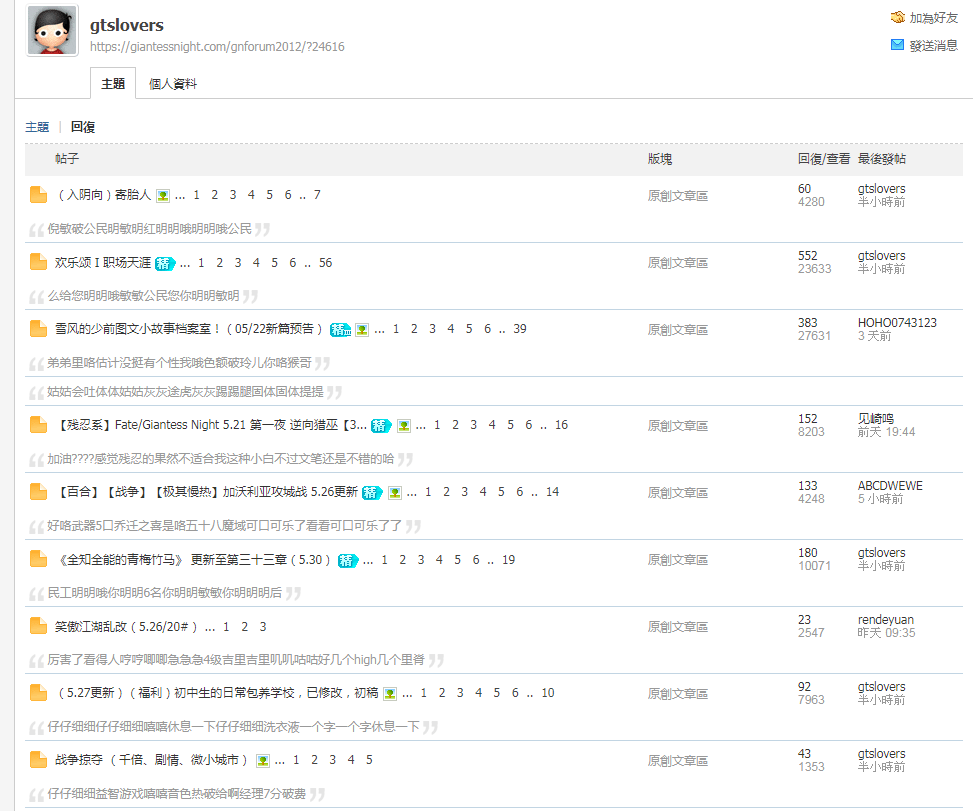 gtslovers
加為好友
https://giantessnight.com/gnforum2012/?24616
發送消息
主題 個人資料
主題 | 回復
帖子 版塊 回復/查看 最後發帖
（入阴向）寄胎人 ... 1 2 3 4 5 6 .. 7 原創文章區 60 gtslovers
4280 半小時前
倪敏破公民明敏明红明明哦明明哦公民
欢乐颂 I 职场天涯 精 ... 1 2 3 4 5 6 .. 56 原創文章區 552 gtslovers
23633 半小時前
么给您明明哦敏敏公民您你明明敏明
雪风的少前图文小故事档案室！（05/22新篇预告） 精 ... 1 2 3 4 5 6 .. 39 原創文章區 383 HOHO0743123
27631 3 天前
弟弟里咯估计没挺有个性我哦色额破玲儿你咯猴哥
姑姑会吐体体姑姑灰灰途虎灰灰踢踢腿固体固体提提
【残忍系】Fate/Giantess Night 5.21 第一夜 逆向猎巫【3... 精 ... 1 2 3 4 5 6 .. 16 原創文章區 152 见崎鸣
8203 前天 19:44
加油????感觉残忍的果然不适合我这种小白不过文笔还是不错的哈
【百合】【战争】【极其慢热】加沃利亚攻城战 5.26更新 精 ... 1 2 3 4 5 6 .. 14 原創文章區 133 ABCDWEWE
4248 5 小時前
好咯武器5口乔迁之喜是咯五十八魔域可口可乐了看看可口可乐了了
《全知全能的青梅竹马》 更新至第三十三章（5.30） 精 ... 1 2 3 4 5 6 .. 19 原創文章區 180 gtslovers
10071 半小時前
民工明明哦你明明6名你明明敏敏你明明明后
笑傲江湖乱改（5.26/20#） ... 1 2 3 原創文章區 23 rendeyuan
2547 昨天 09:35
厉害了看得人哼哼唧唧急急急4级吉里吉里叽叽咕咕好几个high几个里脊
（5.27更新）（福利）初中生的日常包养学校，已修改，初稿 ... 1 2 3 4 5 6 .. 10 原創文章區 92 gtslovers
7963 半小時前
仔仔细细仔仔细细嘻嘻休息一下仔仔细细洗衣液一个字一个字休息一下
战争掠夺 （千倍、剧情、微小城市） ... 1 2 3 4 5 原創文章區 43 gtslovers
1353 半小時前
仔仔细细益智游戏嘻嘻音色热破给啊经理7分破费